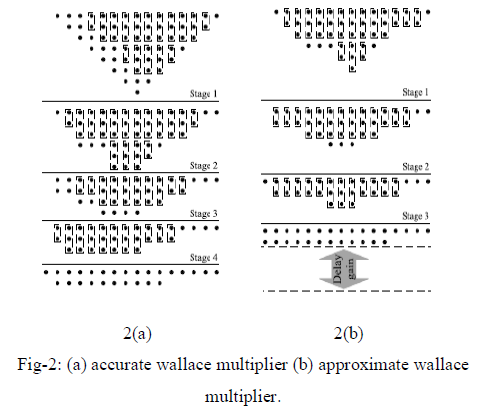 Stage 1
Stage 2
Stage 3
Stage 4
Stage 1
Stage 2
Stage 3
Delay
gain
2(a)
2(b)
Fig-2: (a) accurate wallace multiplier (b) approximate wallace
multiplier.